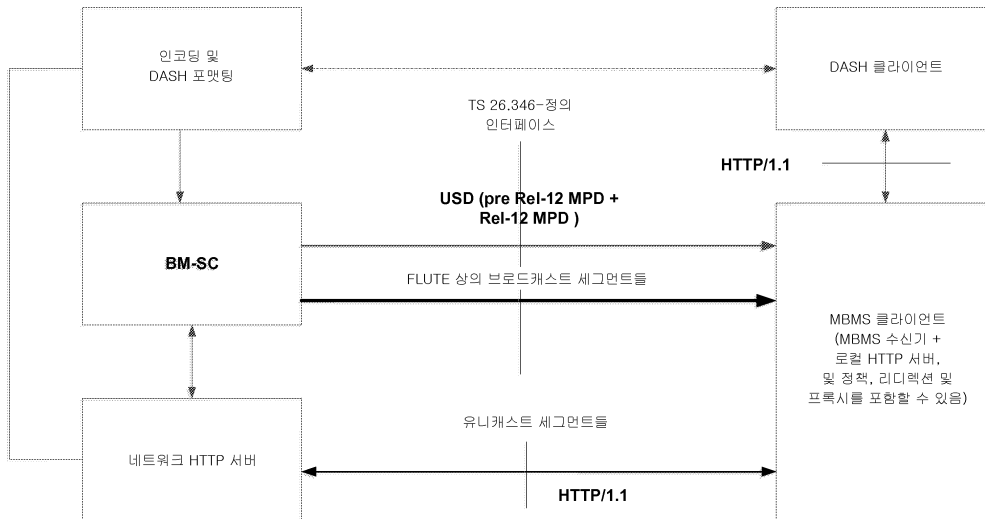 인코딩 및
DASH 포맷팅
DASH 클라이언트
TS 26.346-정의
인터페이스
HTTP/1.1
USD (pre Rel-12 MPD +
Rel-12 MPD )
BM-SC
FLUTE 상의 브로드캐스트 세그먼트들
MBMS 클라이언트
(MBMS 수신기 +
로컬 HTTP 서버,
및 정책, 리디렉션 및
프록시를 포함할 수 있음)
유니캐스트 세그먼트들
네트워크 HTTP 서버
HTTP/1.1